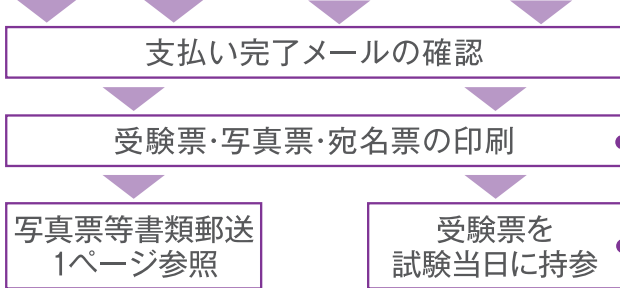 支払い完了メールの確認
受験票・写真票・宛名票の印刷
写真票等書類郵送
1ページ参照
受験票を
試験当日に持参